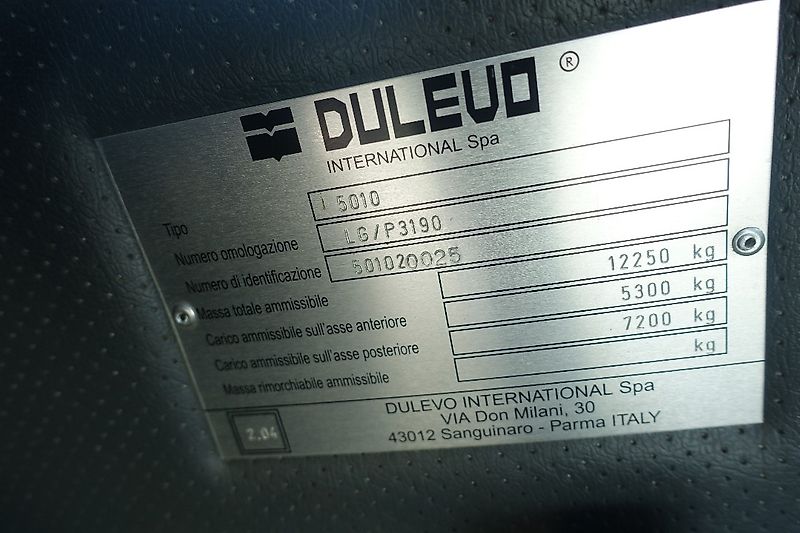 DULEVO ®
INTERNATIONAL Spa
Tipo 5010
Numero omologazione LG/P3190
Numero di identificazione 501020025
Massa totale ammissibile 12250 kg
Carico ammissibile sull'asse anteriore 5300 kg
Carico ammissibile sull'asse posteriore 7200 kg
Massa rimorchiabile ammissibile kg
DULEVO INTERNATIONAL Spa
VIA Don Milani, 30
43012 Sanguinaro - Parma ITALY
2.04